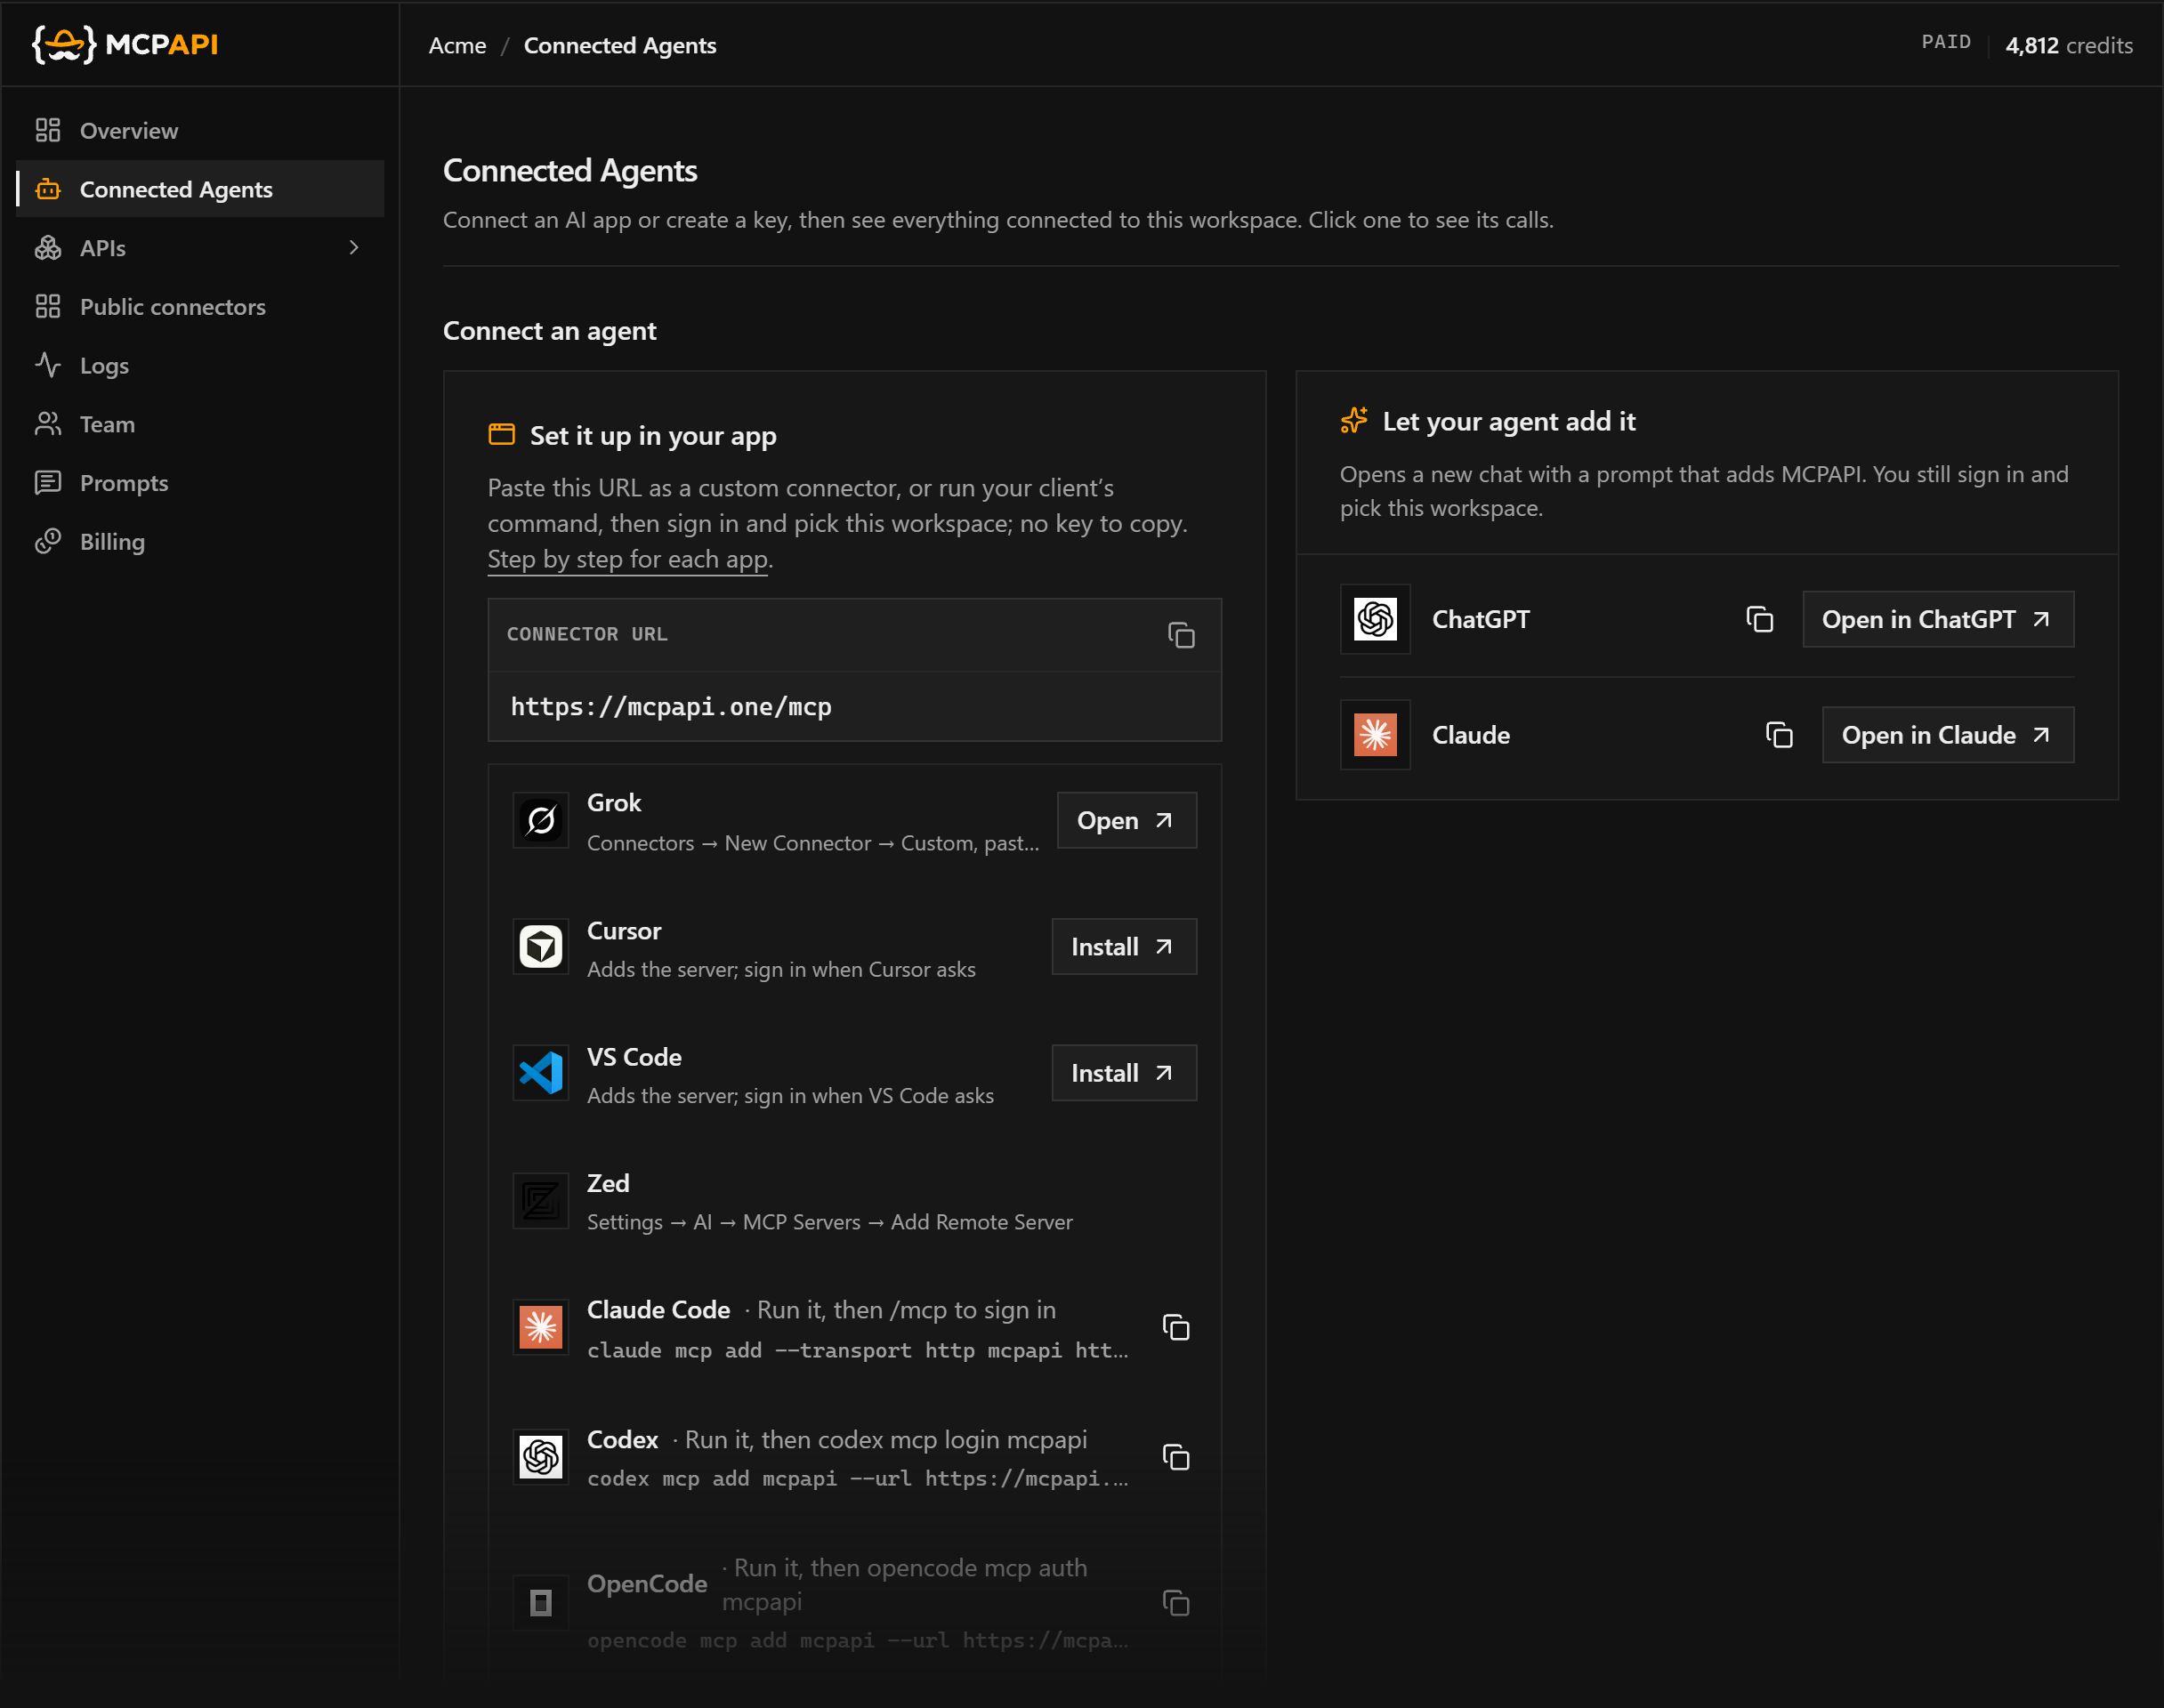 MCPAPI
Acme / Connected Agents
PAID
4,812 credits
Overview
Connected Agents
APIs
Public connectors
Logs
Team
Prompts
Billing
Connected Agents
Connect an AI app or create a key, then see everything connected to this workspace. Click one to see its calls.
Connect an agent
Set it up in your app
Paste this URL as a custom connector, or run your client’s
command, then sign in and pick this workspace; no key to copy.
Step by step for each app.
CONNECTOR URL
https://mcpapi.one/mcp
Grok
Connectors → New Connector → Custom, past...
Open
Cursor
Adds the server; sign in when Cursor asks
Install
VS Code
Adds the server; sign in when VS Code asks
Install
Zed
Settings → AI → MCP Servers → Add Remote Server
Claude Code · Run it, then /mcp to sign in
claude mcp add --transport http mcpapi htt...
Codex · Run it, then codex mcp login mcpapi
codex mcp add mcpapi --url https://mcpapi....
OpenCode · Run it, then opencode mcp auth
mcpapi
opencode mcp add mcpapi --url https://mcpa...
Let your agent add it
Opens a new chat with a prompt that adds MCPAPI. You still sign in and
pick this workspace.
ChatGPT
Open in ChatGPT
Claude
Open in Claude